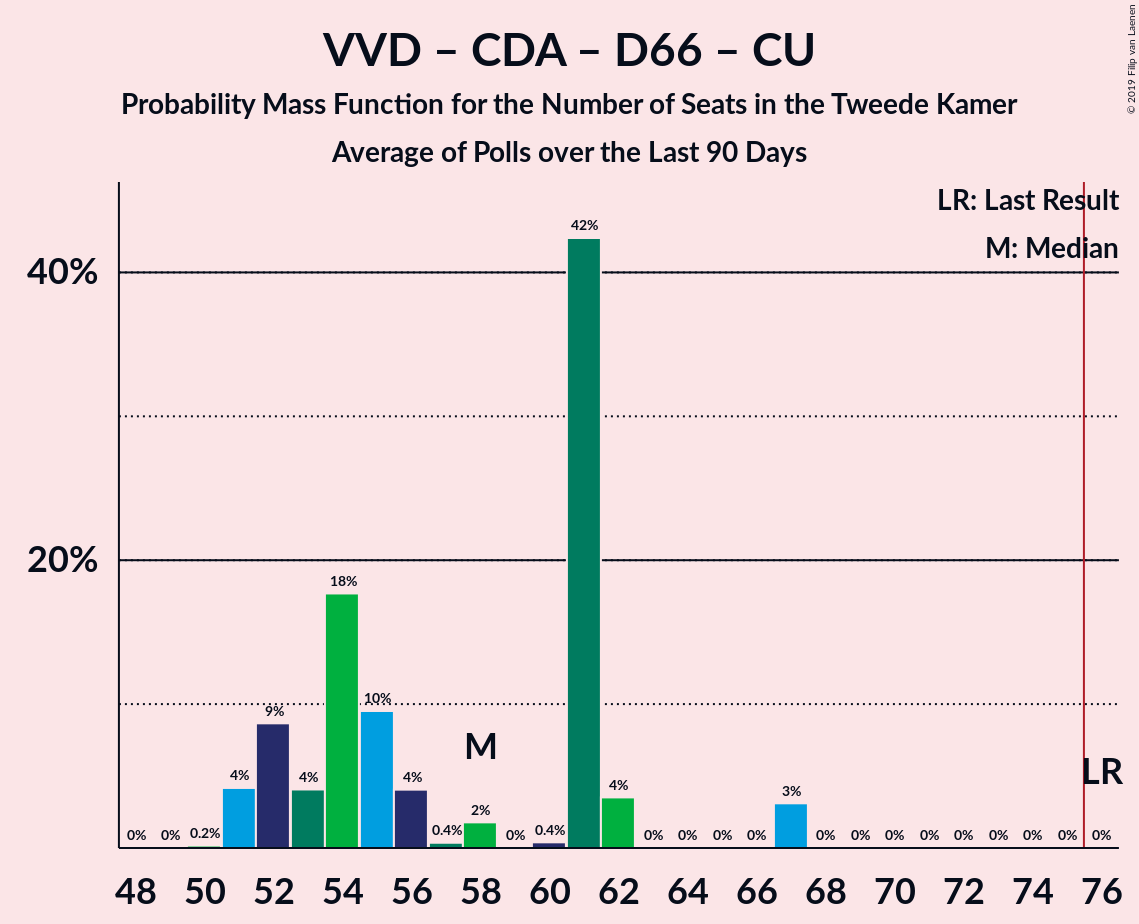 VVD – CDA – D66 – CU
Probability Mass Function for the Number of Seats in the Tweede Kamer
Average of Polls over the Last 90 Days
© 2019 Filip van Laenen
LR: Last Result
M: Median
40%
20%
0% 0% 0.2% 4% 9% 4% 18% 10% 4% 0.4% 2% 0% 0.4% 42% 4% 0% 0% 0% 0% 3% 0% 0% 0% 0% 0% 0% 0% 0% 0%
M
LR
48 50 52 54 56 58 60 62 64 66 68 70 72 74 76